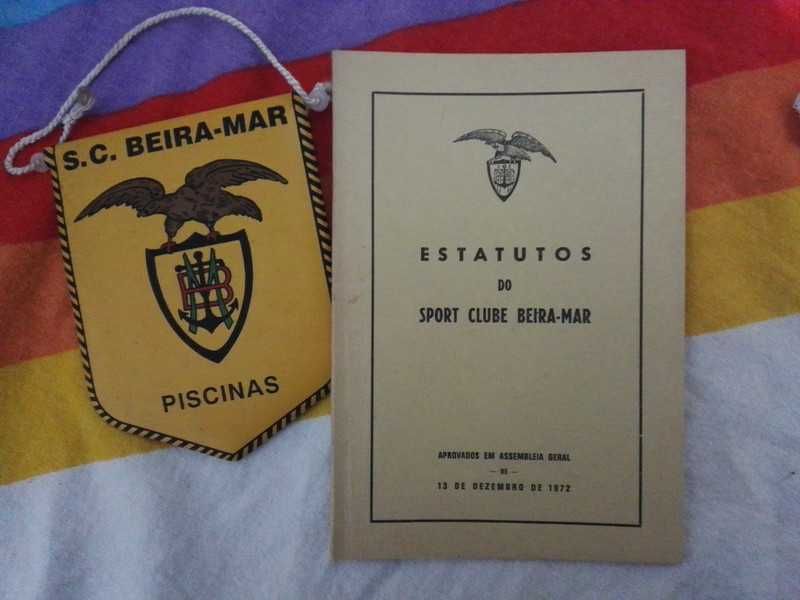 S.C. BEIRA-MAR
PISCINAS
ESTATUTOS
DO
SPORT CLUBE BEIRA-MAR
APROVADOS EM ASSEMBLEIA GERAL
— DE —
13 DE DEZEMBRO DE 1972